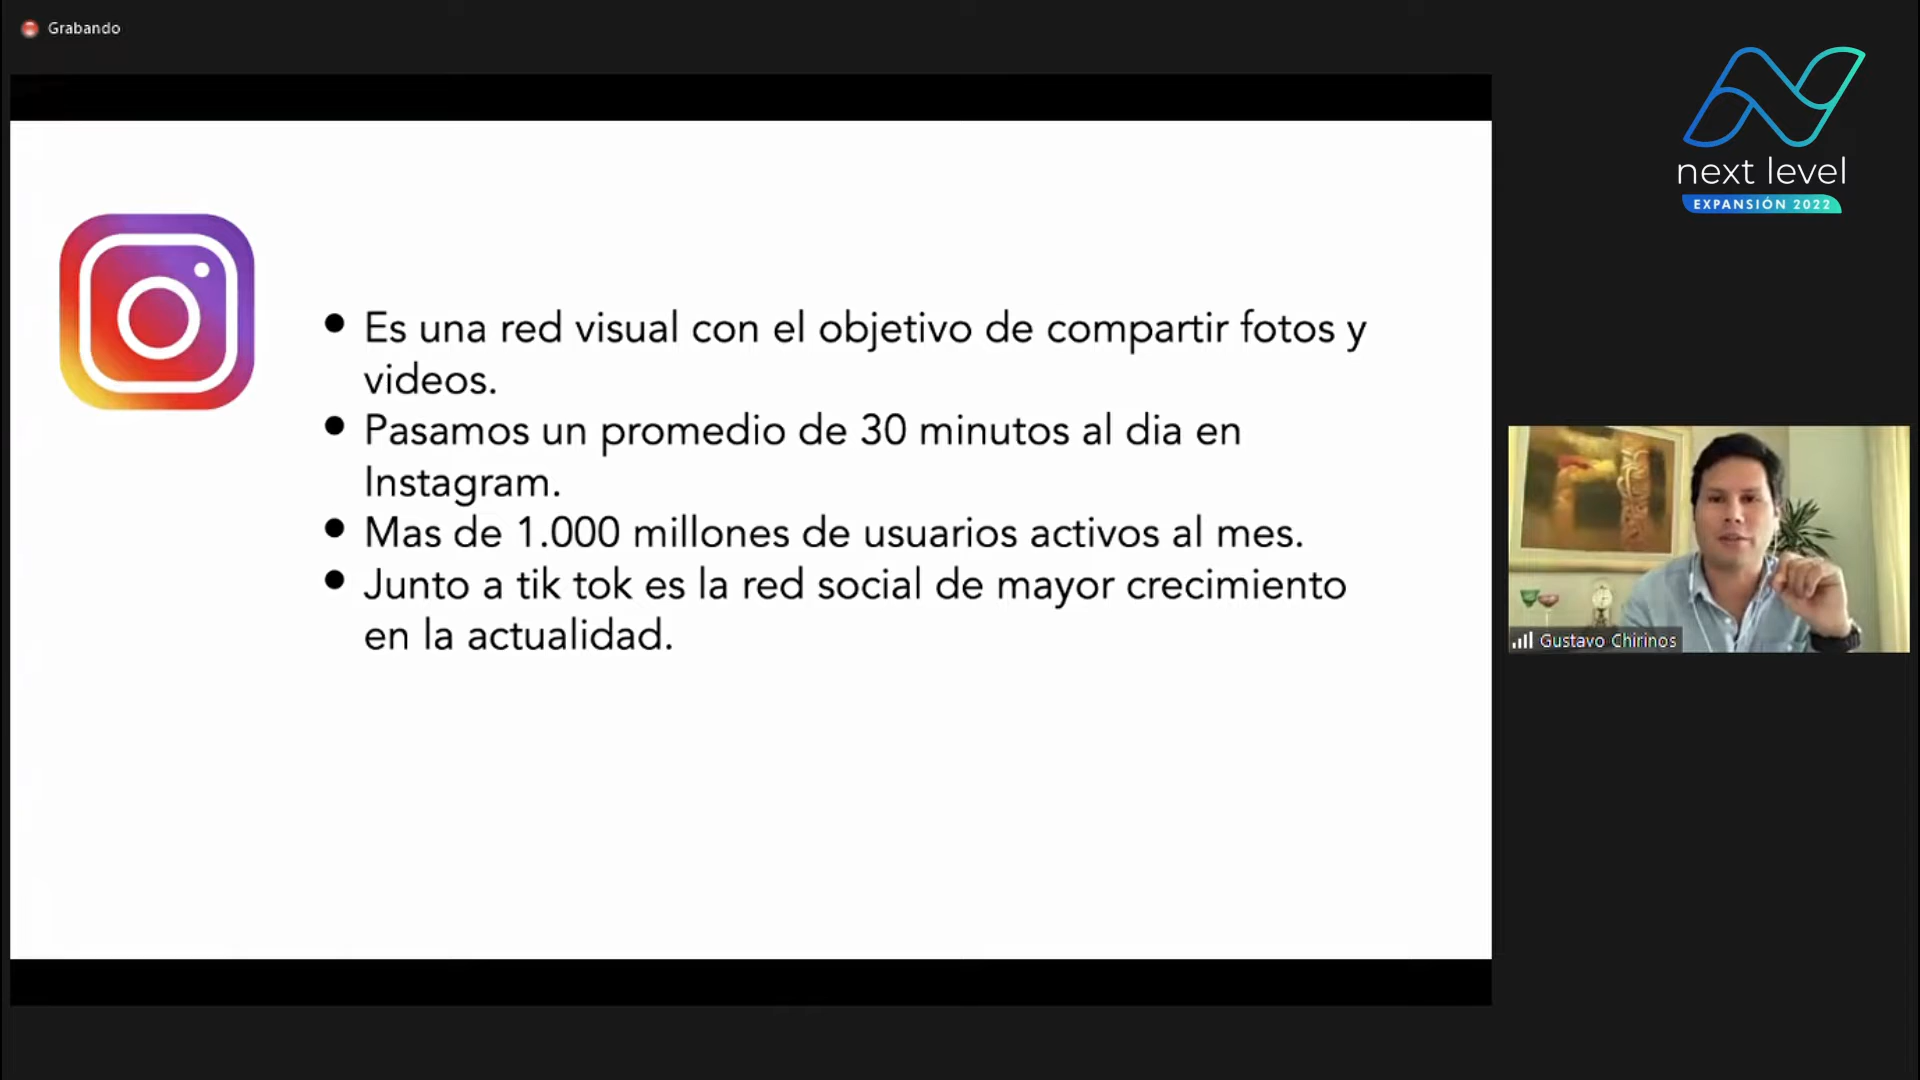 Grabando
next level
EXPANSIÓN 2022
• Es una red visual con el objetivo de compartir fotos y
videos.
• Pasamos un promedio de 30 minutos al dia en
Instagram.
• Mas de 1.000 millones de usuarios activos al mes.
• Junto a tik tok es la red social de mayor crecimiento
en la actualidad.
Gustavo Chirinos